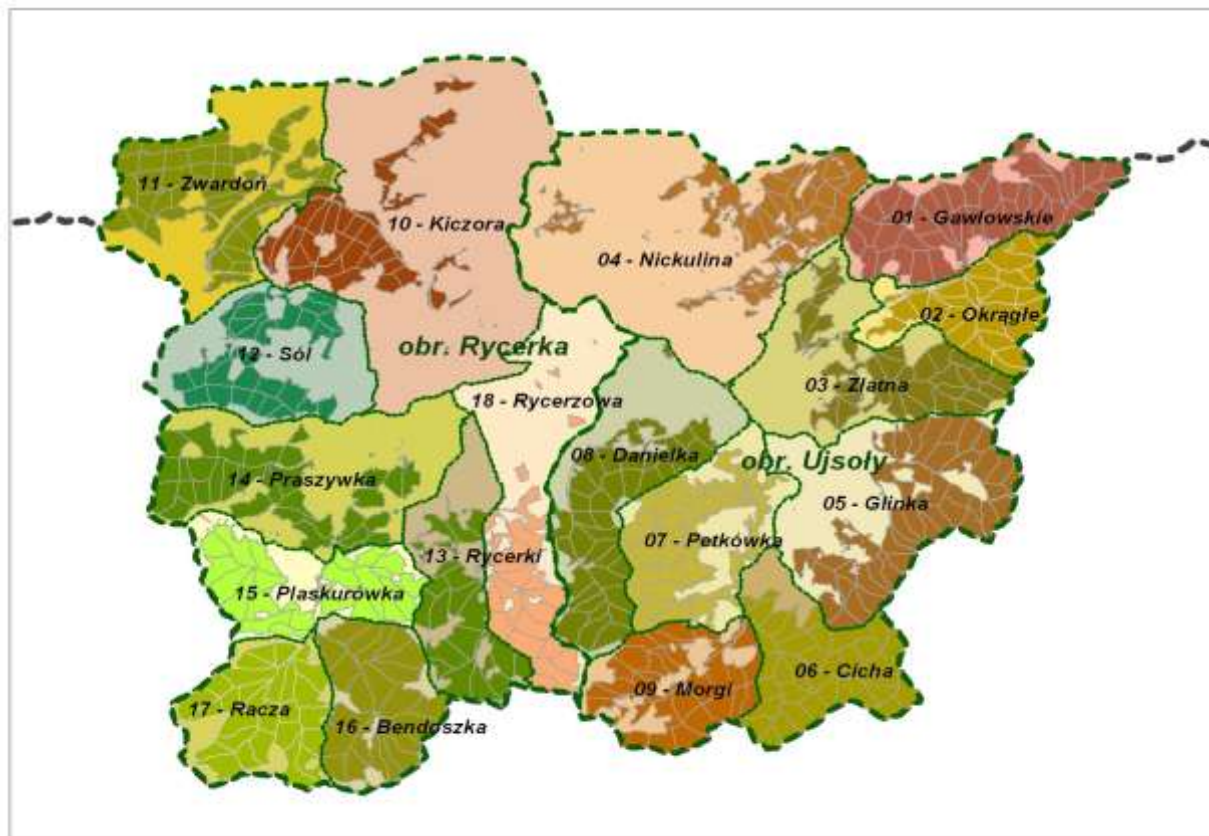 11 - Zwardoń
10 - Kiczora
01 - Gawłowskie
04 - Nickulina
02 - Okrągłe
12 - Sól
obr. Rycerka
03 - Złatna
18 - Rycerzowa
08 - Danielka
obr. Ujsoły
14 - Praszywka
05 - Glinka
07 - Petkówka
13 - Rycerki
15 - Plaskurówka
06 - Cicha
09 - Morgi
17 - Racza
16 - Bendoszka